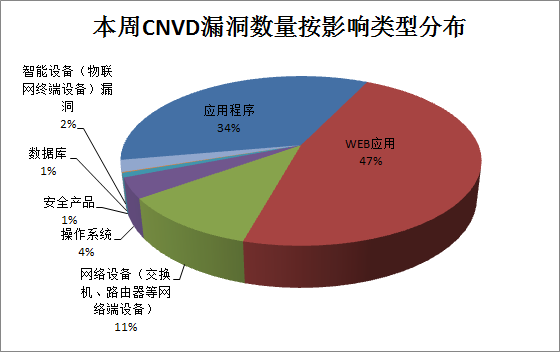 本周CNVD漏洞数量按影响类型分布
智能设备（物联
网终端设备）漏
洞
2%
应用程序
34%
WEB应用
47%
数据库
1%
安全产品
1%
操作系统
4%
网络设备（交换
机、路由器等网
络端设备）
11%